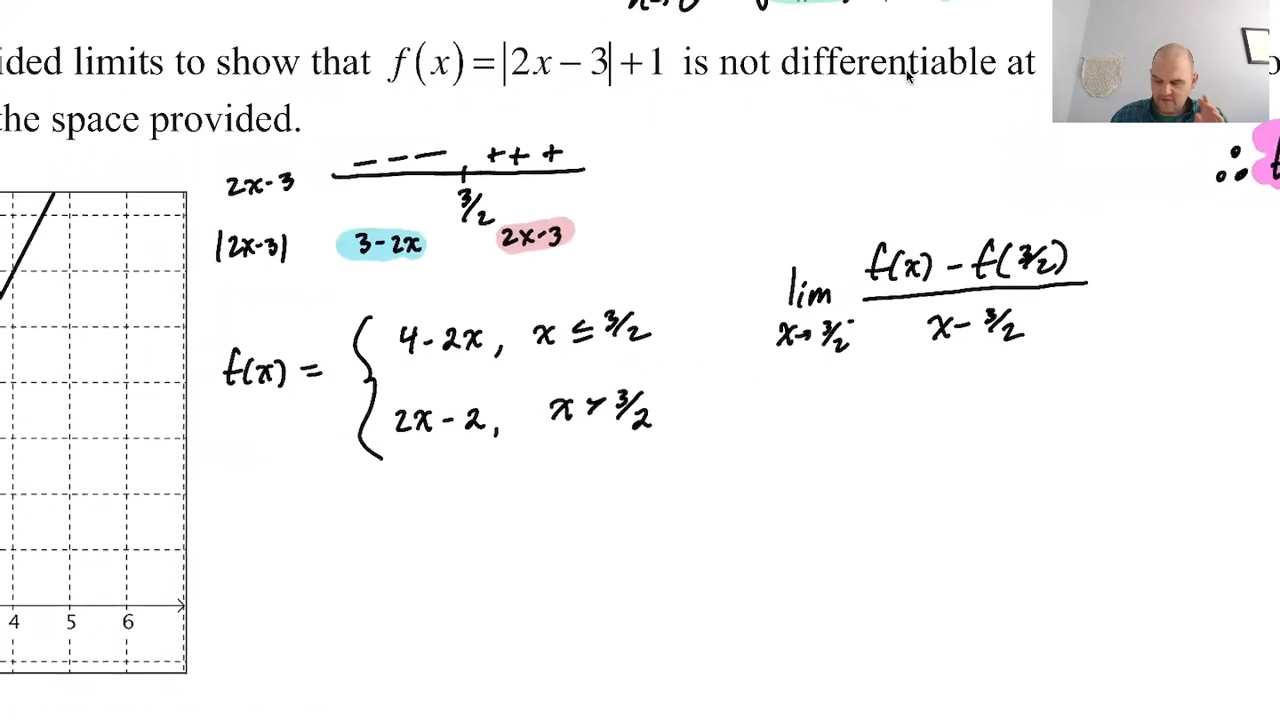 ided limits to show that f(x) = |2x − 3| + 1 is not differentiable at
the space provided.
2x-3 — — — + + +
3/2
|2x-3| 3-2x 2x-3
lim x→3/2⁻ (f(x) - f(3/2)) / (x - 3/2)
f(x) = { 4-2x, x ≤ 3/2
2x-2, x > 3/2
∴
4 5 6